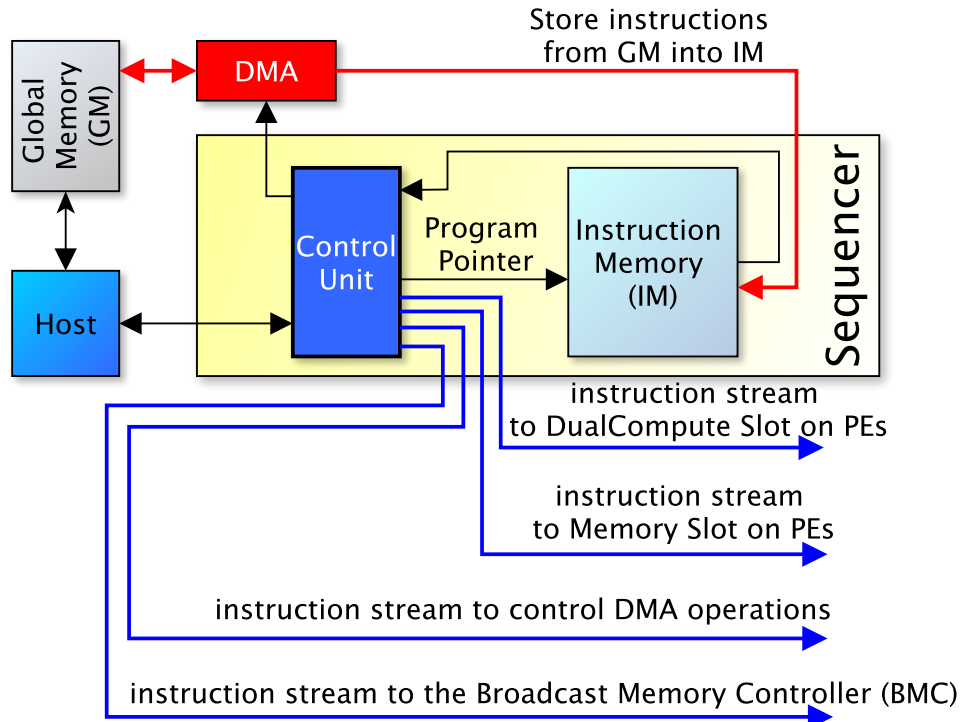 Store instructions
from GM into IM
Global
Memory
(GM)
DMA
Sequencer
Control
Unit
Program
Pointer
Instruction
Memory
(IM)
Host
instruction stream
to DualCompute Slot on PEs
instruction stream
to Memory Slot on PEs
instruction stream to control DMA operations
instruction stream to the Broadcast Memory Controller (BMC)